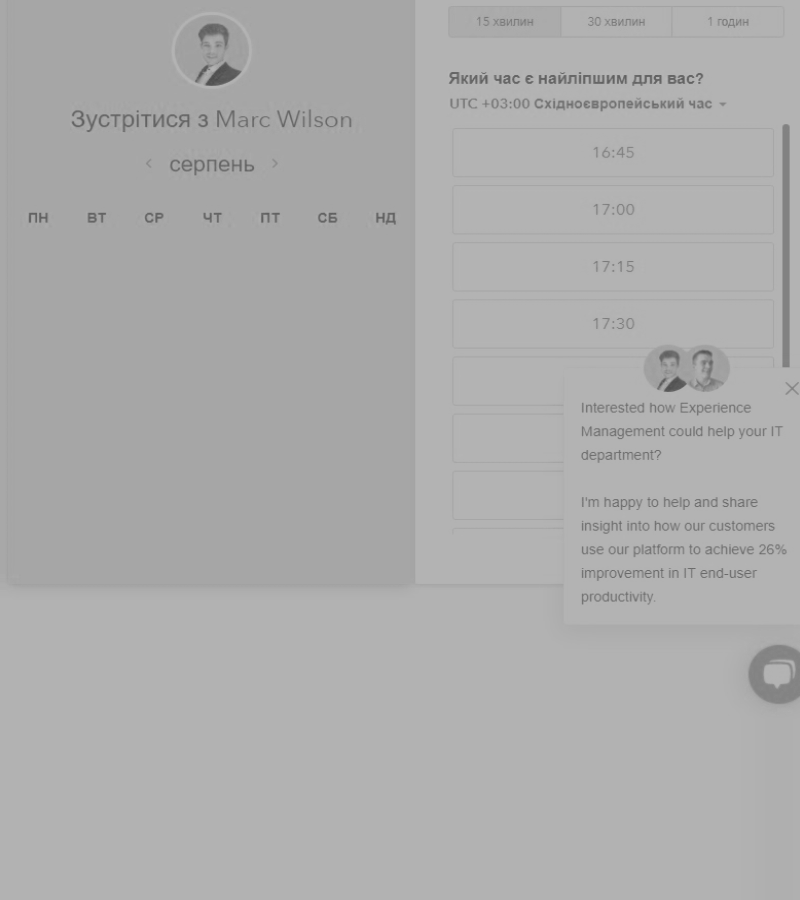 Зустрітися з Marc Wilson
серпень
ПН ВТ СР ЧТ ПТ СБ НД
15 хвилин 30 хвилин 1 годин
Який час є найліпшим для вас?
UTC +03:00 Східноєвропейський час
16:45
17:00
17:15
17:30
Interested how Experience
Management could help your IT
department?
I'm happy to help and share
insight into how our customers
use our platform to achieve 26%
improvement in IT end-user
productivity.